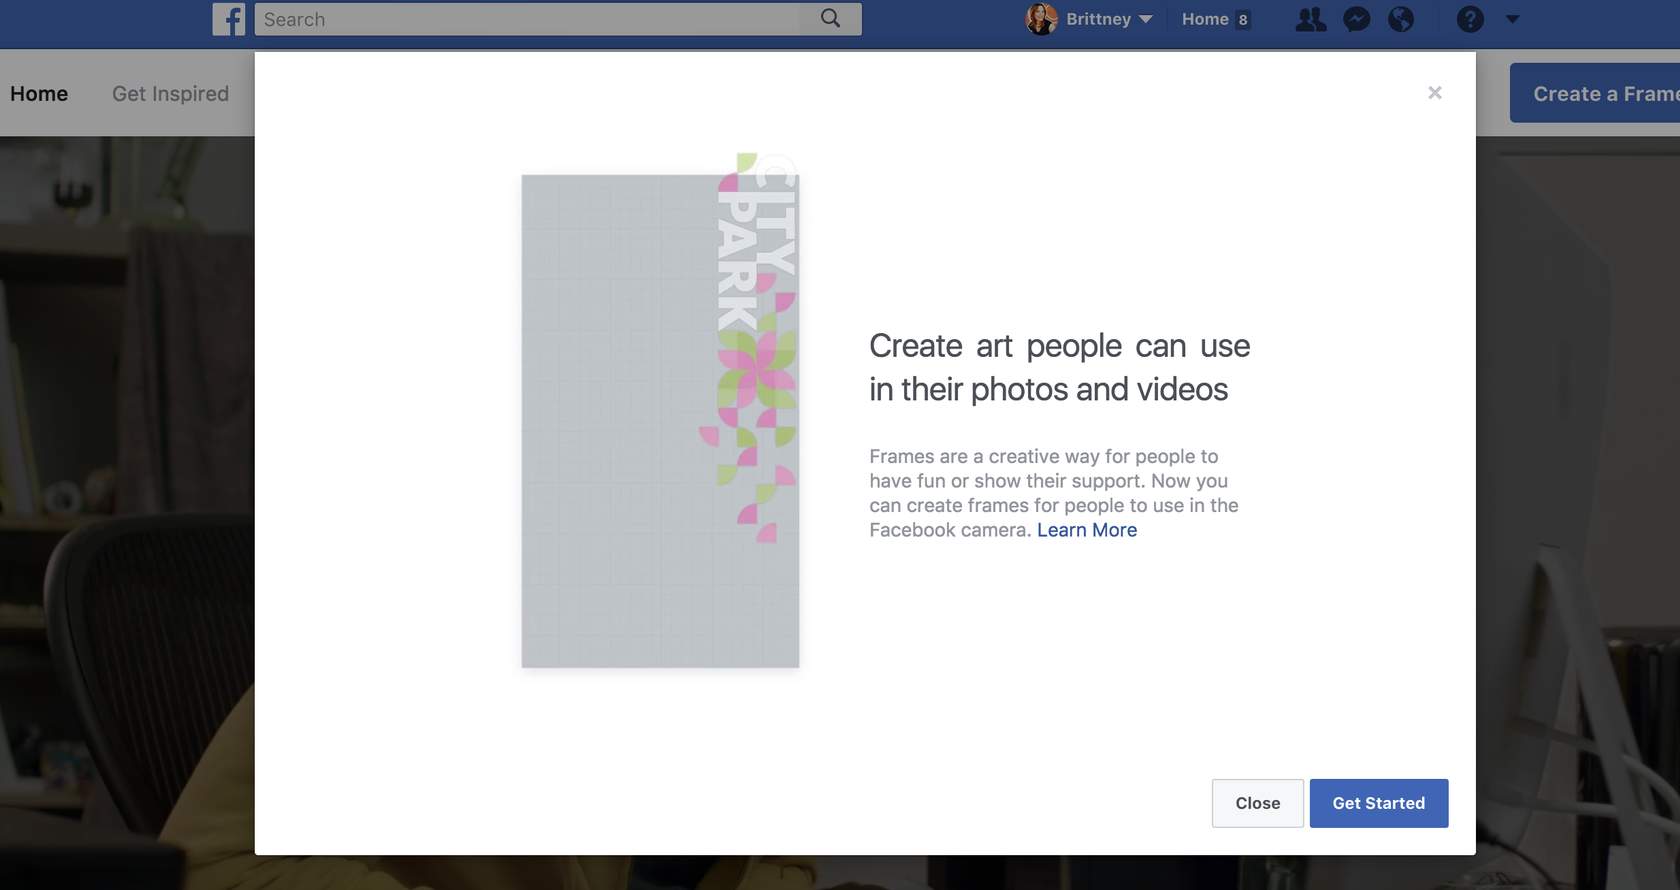 f
Search
Brittney
Home 8
?
Home
Get Inspired
Create a Frame
×
CITY
PARK
Create art people can use
in their photos and videos
Frames are a creative way for people to
have fun or show their support. Now you
can create frames for people to use in the
Facebook camera. Learn More
Close
Get Started